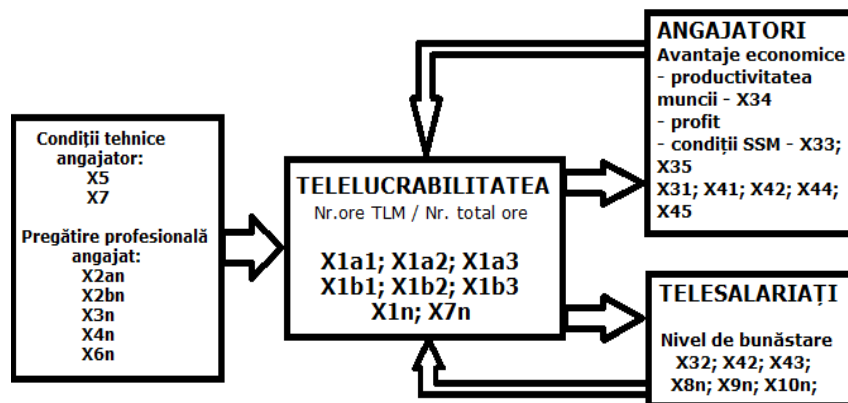 Condiții tehnice
angajator:
X5
X7
Pregătire profesională
angajat:
X2an
X2bn
X3n
X4n
X6n
TELELUCRABILITATEA
Nr.ore TLM / Nr. total ore
X1a1; X1a2; X1a3
X1b1; X1b2; X1b3
X1n; X7n
ANGAJATORI
Avantaje economice
- productivitatea
muncii - X34
- profit
- condiții SSM - X33;
X35
X31; X41; X42; X44;
X45
TELESALARIAȚI
Nivel de bunăstare
X32; X42; X43;
X8n; X9n; X10n;